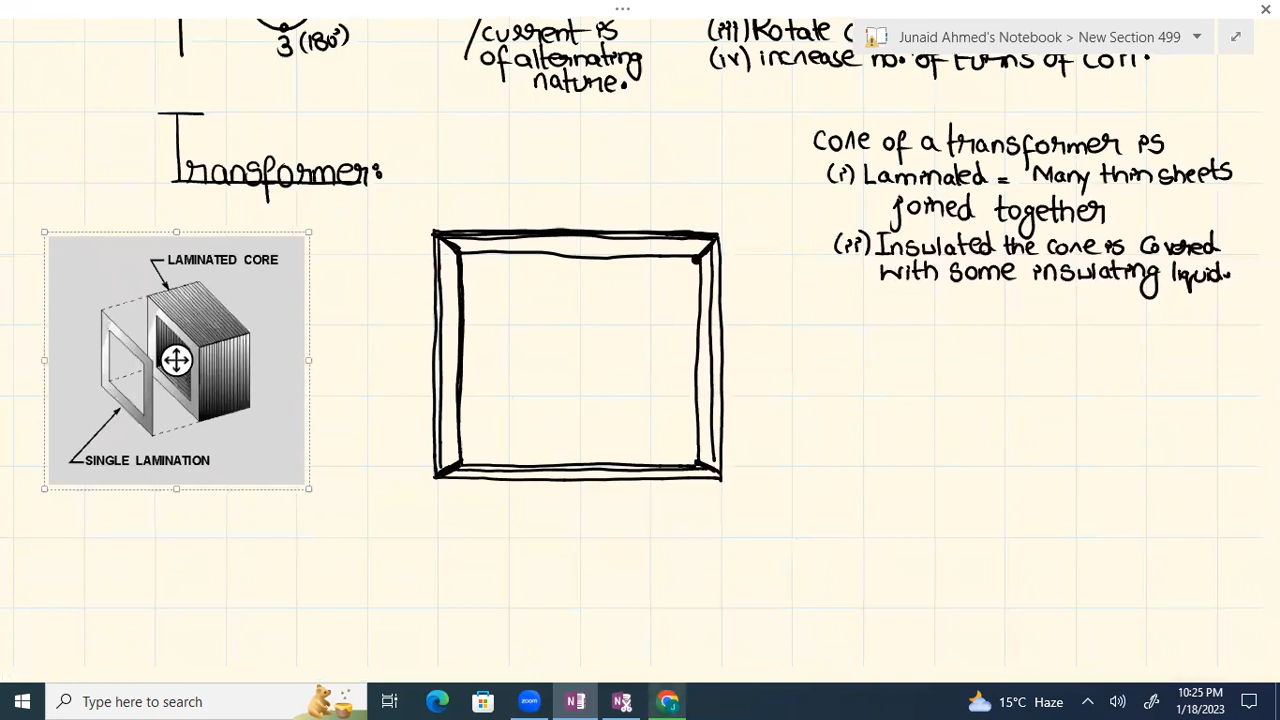 Junaid Ahmed's Notebook > New Section 499
3 (180°)
current is
of alternating
nature.
(iii) Rotate
(iv) increase no. of turns of coil.
Transformer:
core of a transformer is
(i) Laminated = Many thin sheets
joined together
(ii) Insulated the core is covered
with some insulating liquid.
LAMINATED CORE
SINGLE LAMINATION
Type here to search
zoom
15°C Haze
10:25 PM
1/18/2023